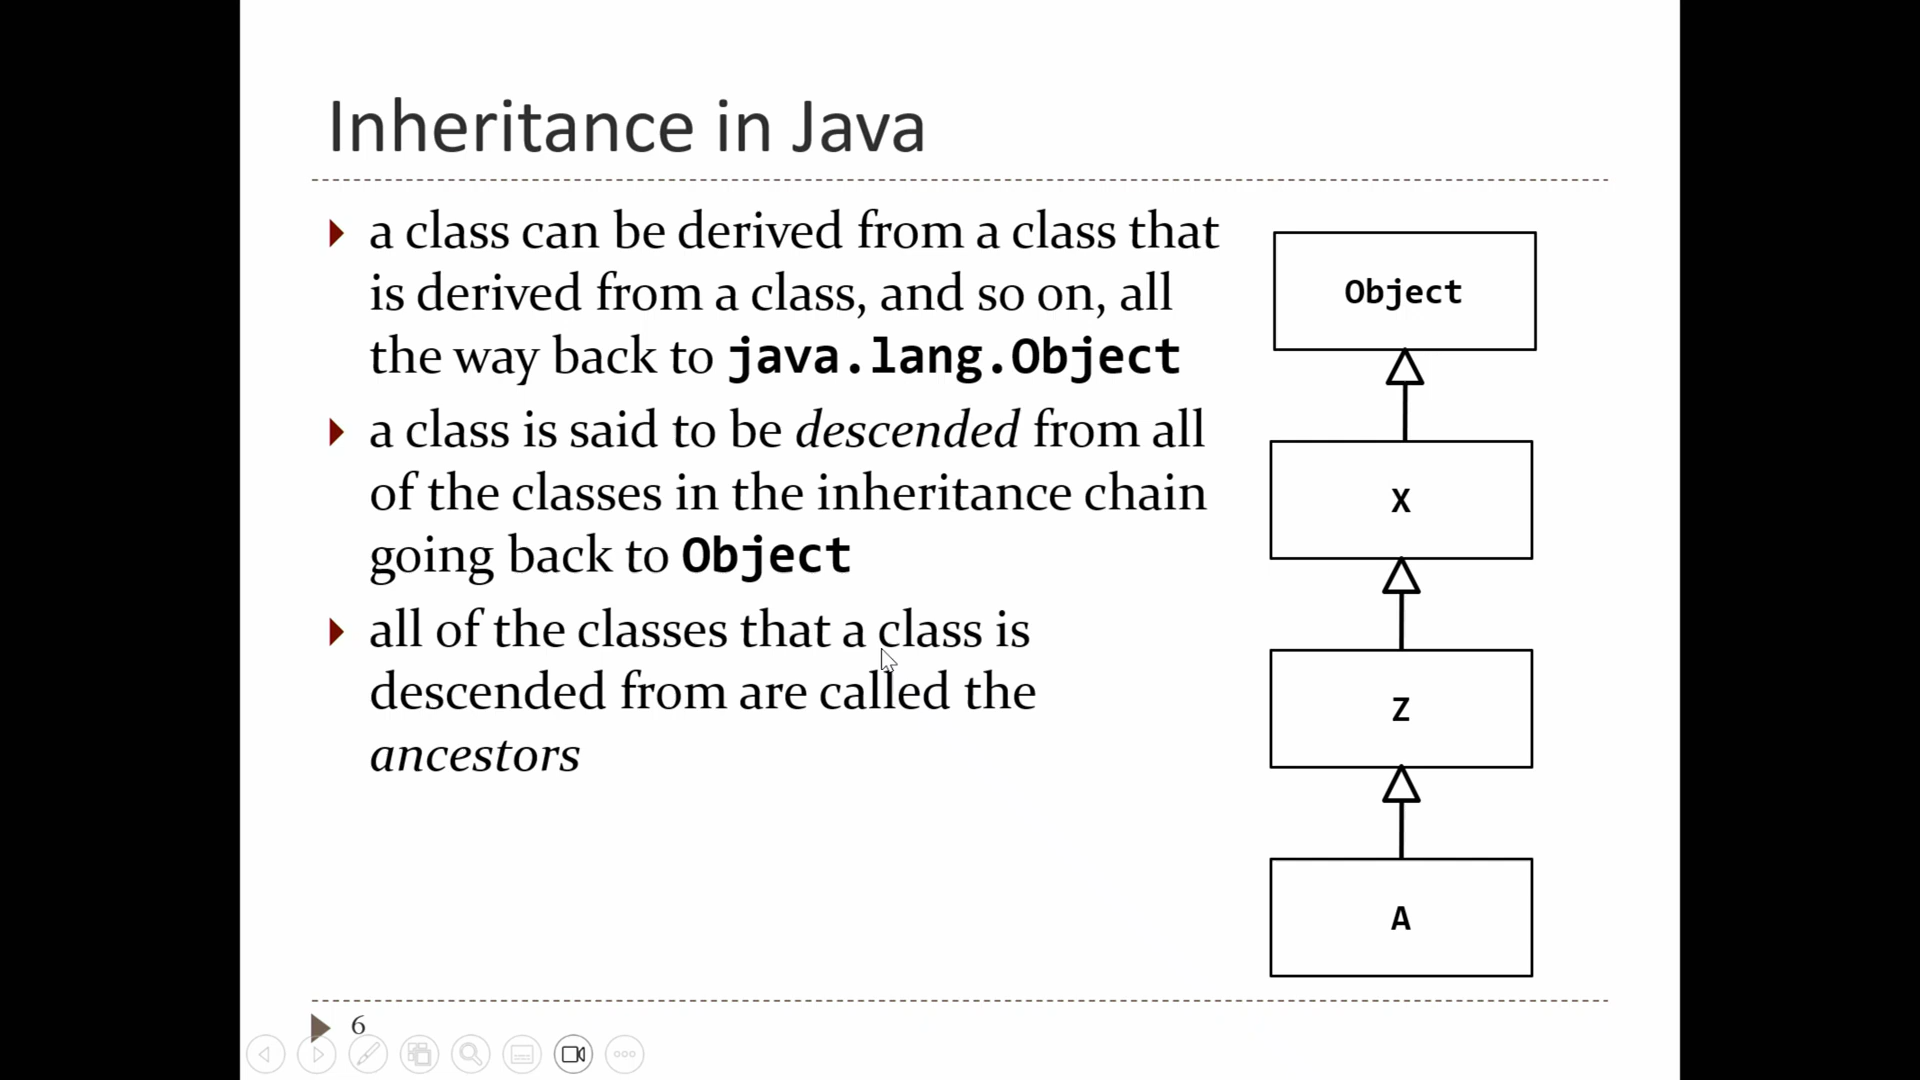 Inheritance in Java
a class can be derived from a class that
is derived from a class, and so on, all
the way back to java.lang.Object
a class is said to be descended from all
of the classes in the inheritance chain
going back to Object
all of the classes that a class is
descended from are called the
ancestors
Object
X
Z
A
6